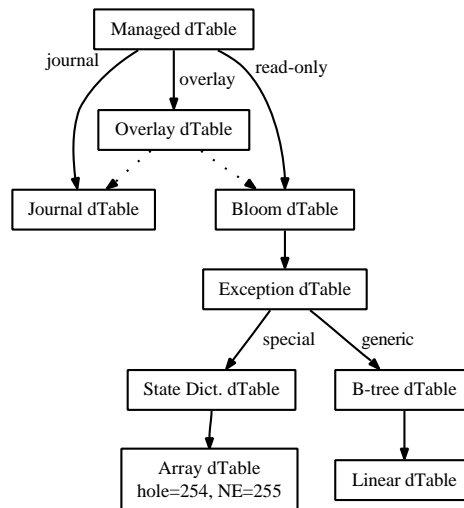 Managed dTable
journal
overlay
read-only
Overlay dTable
Journal dTable
Bloom dTable
Exception dTable
special
generic
State Dict. dTable
B-tree dTable
Array dTable
hole=254, NE=255
Linear dTable